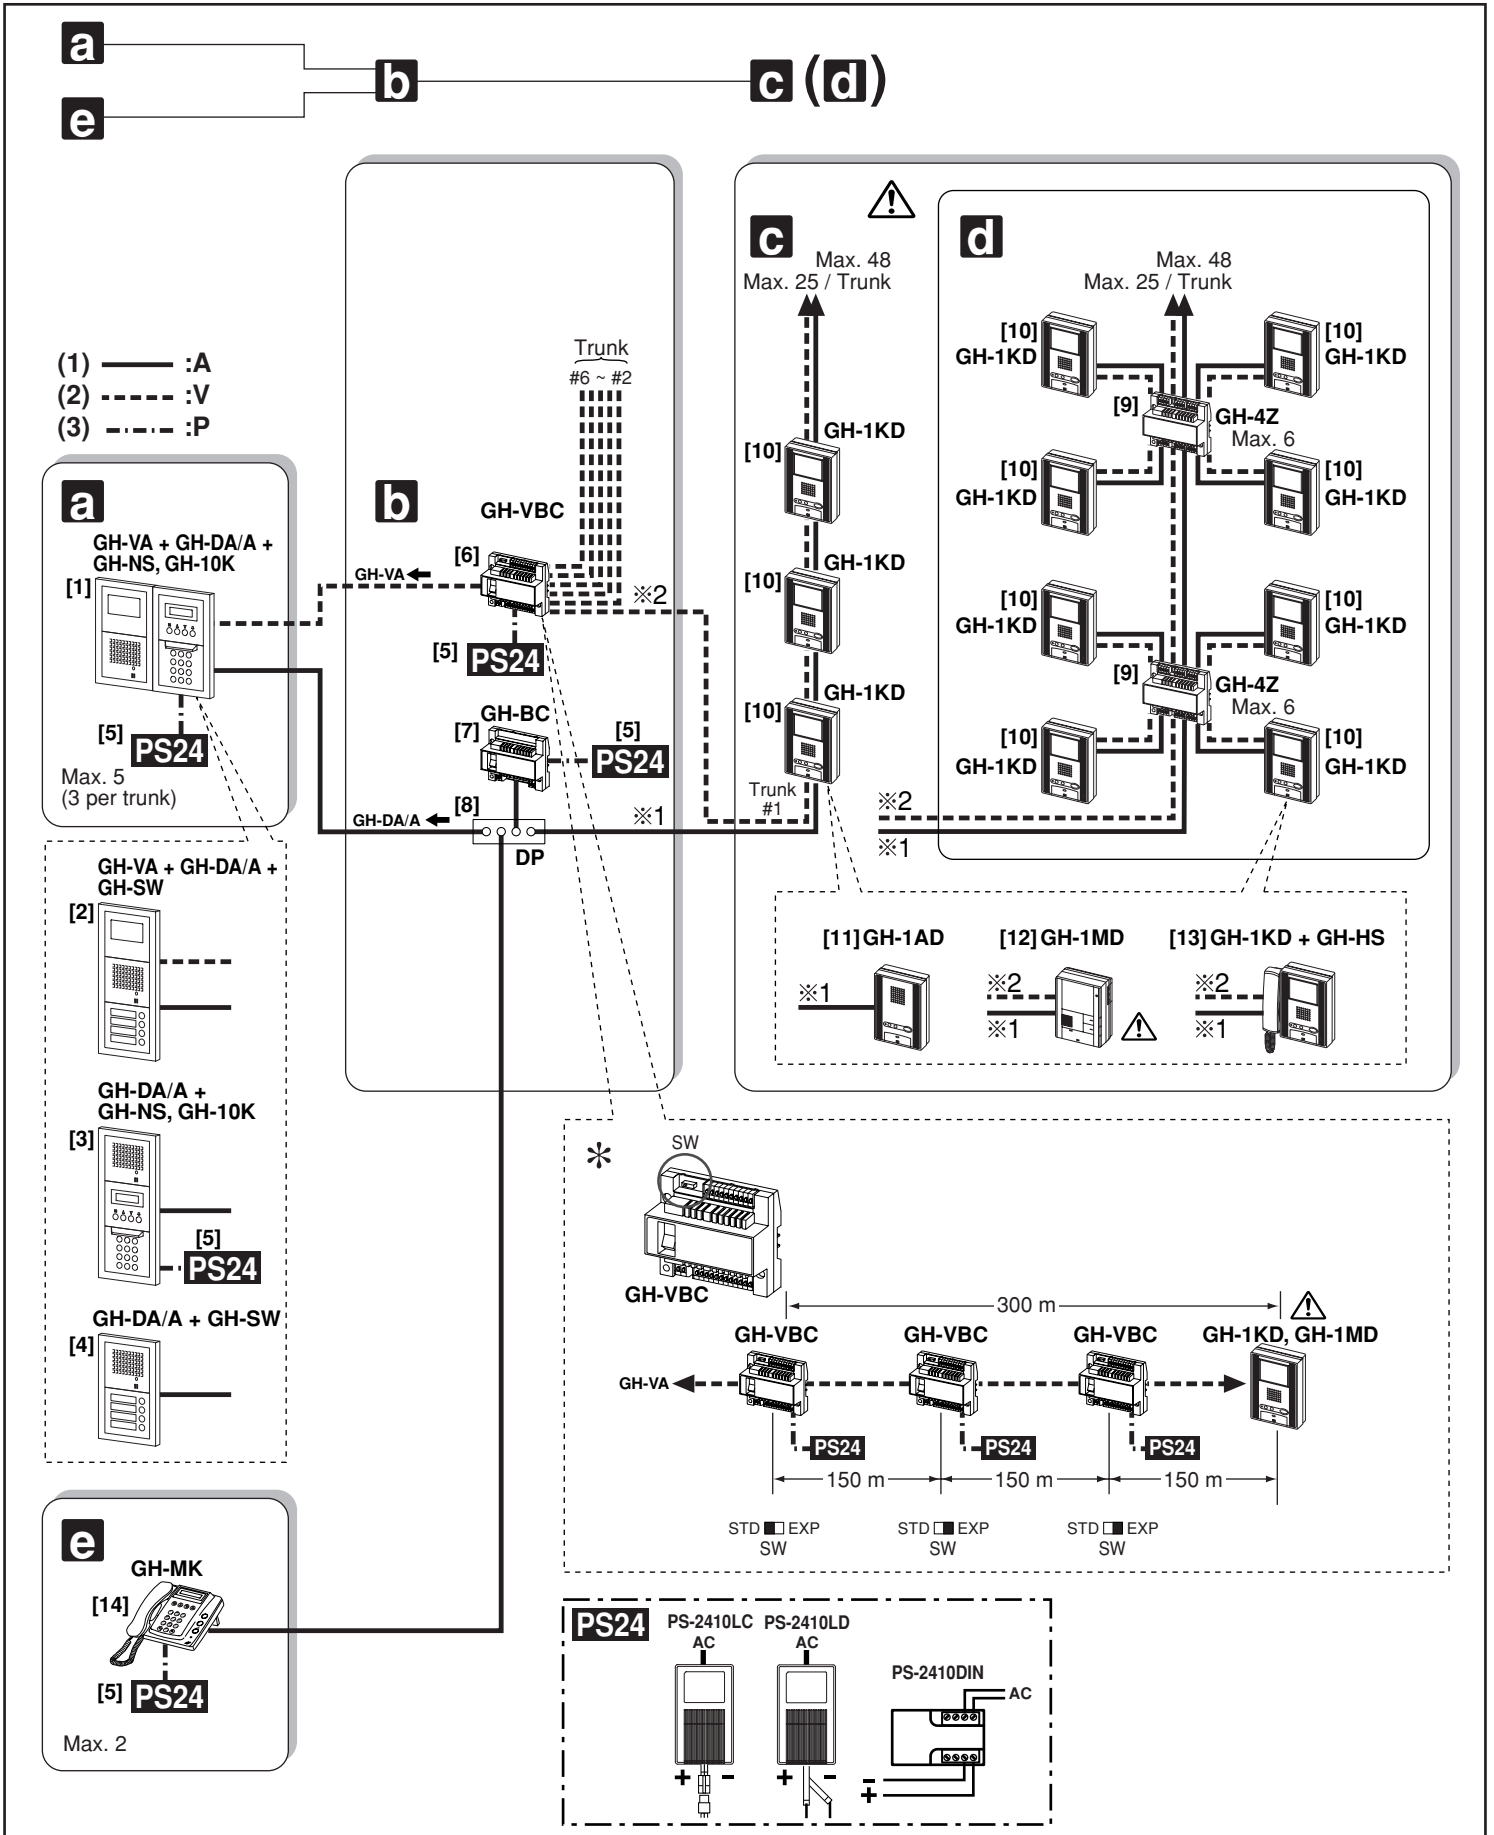 a
b
c (d)
e
c
d
Max. 48
Max. 25 / Trunk
Max. 48
Max. 25 / Trunk
[10]
GH-1KD
[10]
GH-1KD
Trunk
#6 ~ #2
(1) :A
(2) :V
(3) :P
[9]
GH-4Z
Max. 6
GH-1KD
[10]
[10]
GH-1KD
[10]
GH-1KD
a
GH-VA + GH-DA/A +
GH-NS, GH-10K
[1]
[5] PS24
Max. 5
(3 per trunk)
b
GH-VBC
[6]
GH-VA
※2
[5] PS24
GH-BC
[7]
[5]
PS24
GH-DA/A
[8]
※1
DP
GH-1KD
[10]
GH-1KD
[10]
Trunk
#1
[10]
GH-1KD
[10]
GH-1KD
[9]
GH-4Z
Max. 6
[10]
GH-1KD
[10]
GH-1KD
※2
※1
GH-VA + GH-DA/A +
GH-SW
[2]
GH-DA/A +
GH-NS, GH-10K
[3]
[5]
PS24
GH-DA/A + GH-SW
[4]
[11] GH-1AD
※1
[12] GH-1MD
※2
※1
[13] GH-1KD + GH-HS
※2
※1
*
SW
GH-VBC
300 m
GH-VBC
GH-VBC
GH-VBC
GH-1KD, GH-1MD
GH-VA
PS24
PS24
PS24
150 m
150 m
150 m
STD EXP
SW
STD EXP
SW
STD EXP
SW
e
GH-MK
[14]
[5] PS24
Max. 2
PS24
PS-2410LC
AC
+ −
PS-2410LD
AC
+ −
PS-2410DIN
AC
−
+